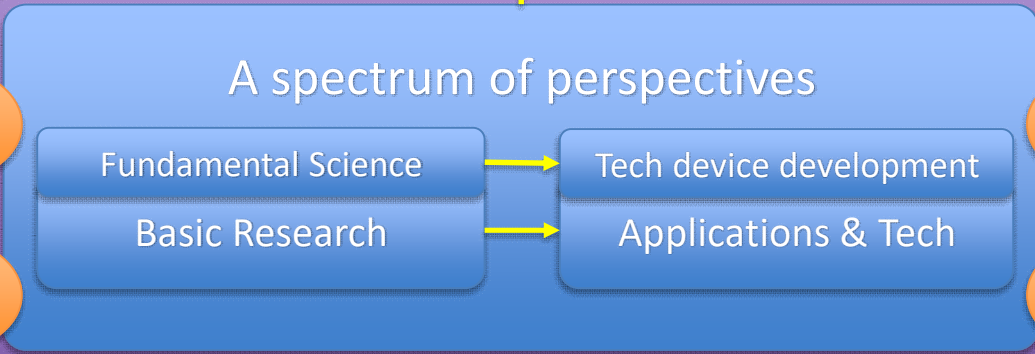 A spectrum of perspectives
Fundamental Science
Tech device development
Basic Research
Applications & Tech